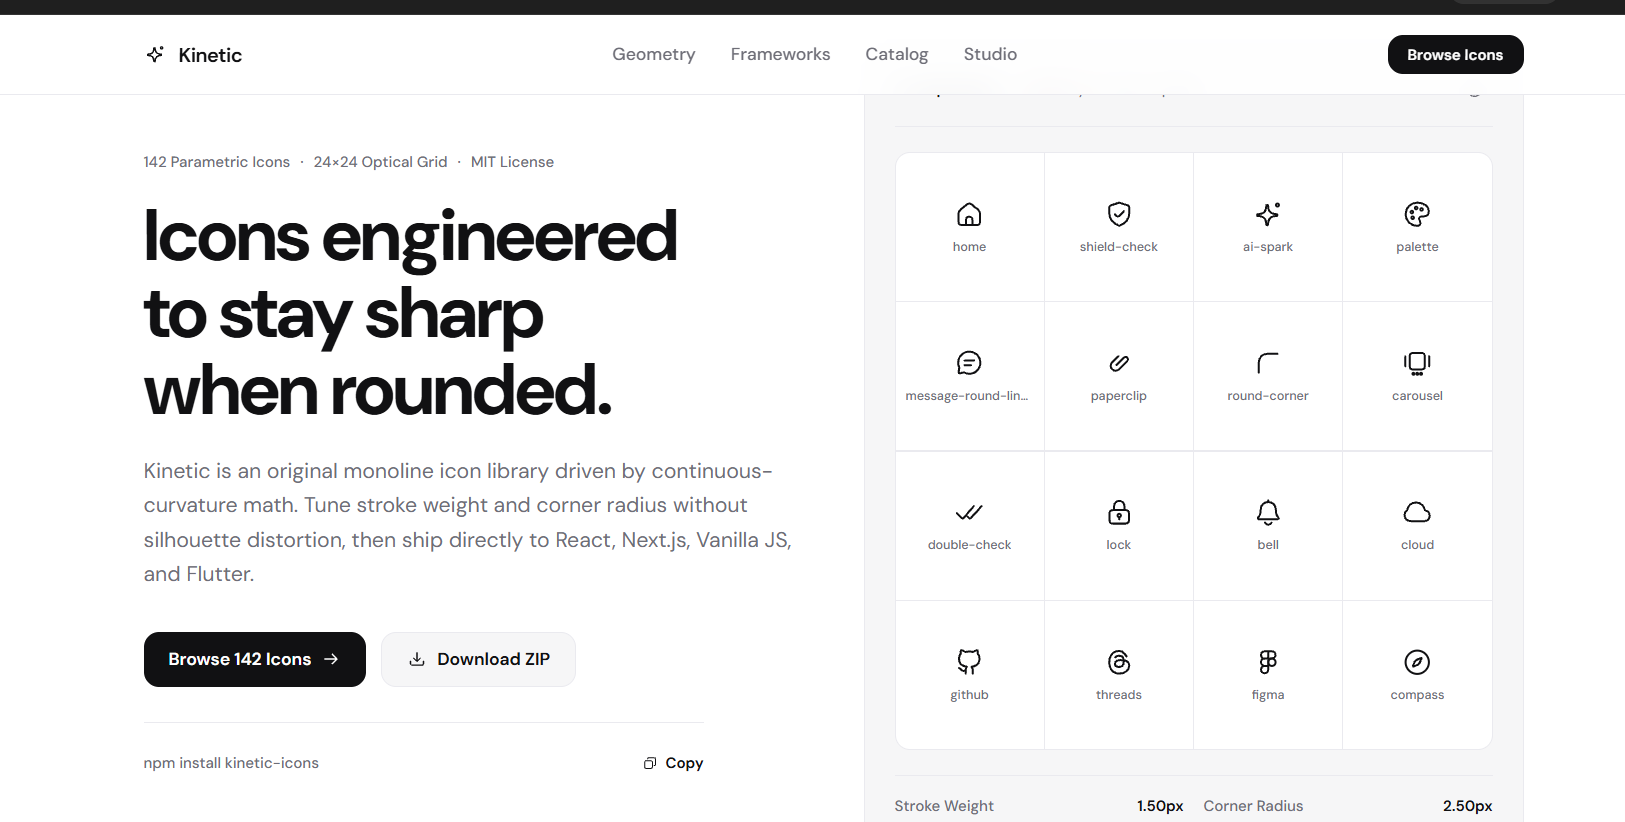 Kinetic
Geometry
Frameworks
Catalog
Studio
Browse Icons
142 Parametric Icons · 24×24 Optical Grid · MIT License
Icons engineered
to stay sharp
when rounded.
Kinetic is an original monoline icon library driven by continuous-
curvature math. Tune stroke weight and corner radius without
silhouette distortion, then ship directly to React, Next.js, Vanilla JS,
and Flutter.
Browse 142 Icons
Download ZIP
npm install kinetic-icons
Copy
home
shield-check
ai-spark
palette
message-round-lin...
paperclip
round-corner
carousel
double-check
lock
bell
cloud
github
threads
figma
compass
Stroke Weight
1.50px
Corner Radius
2.50px